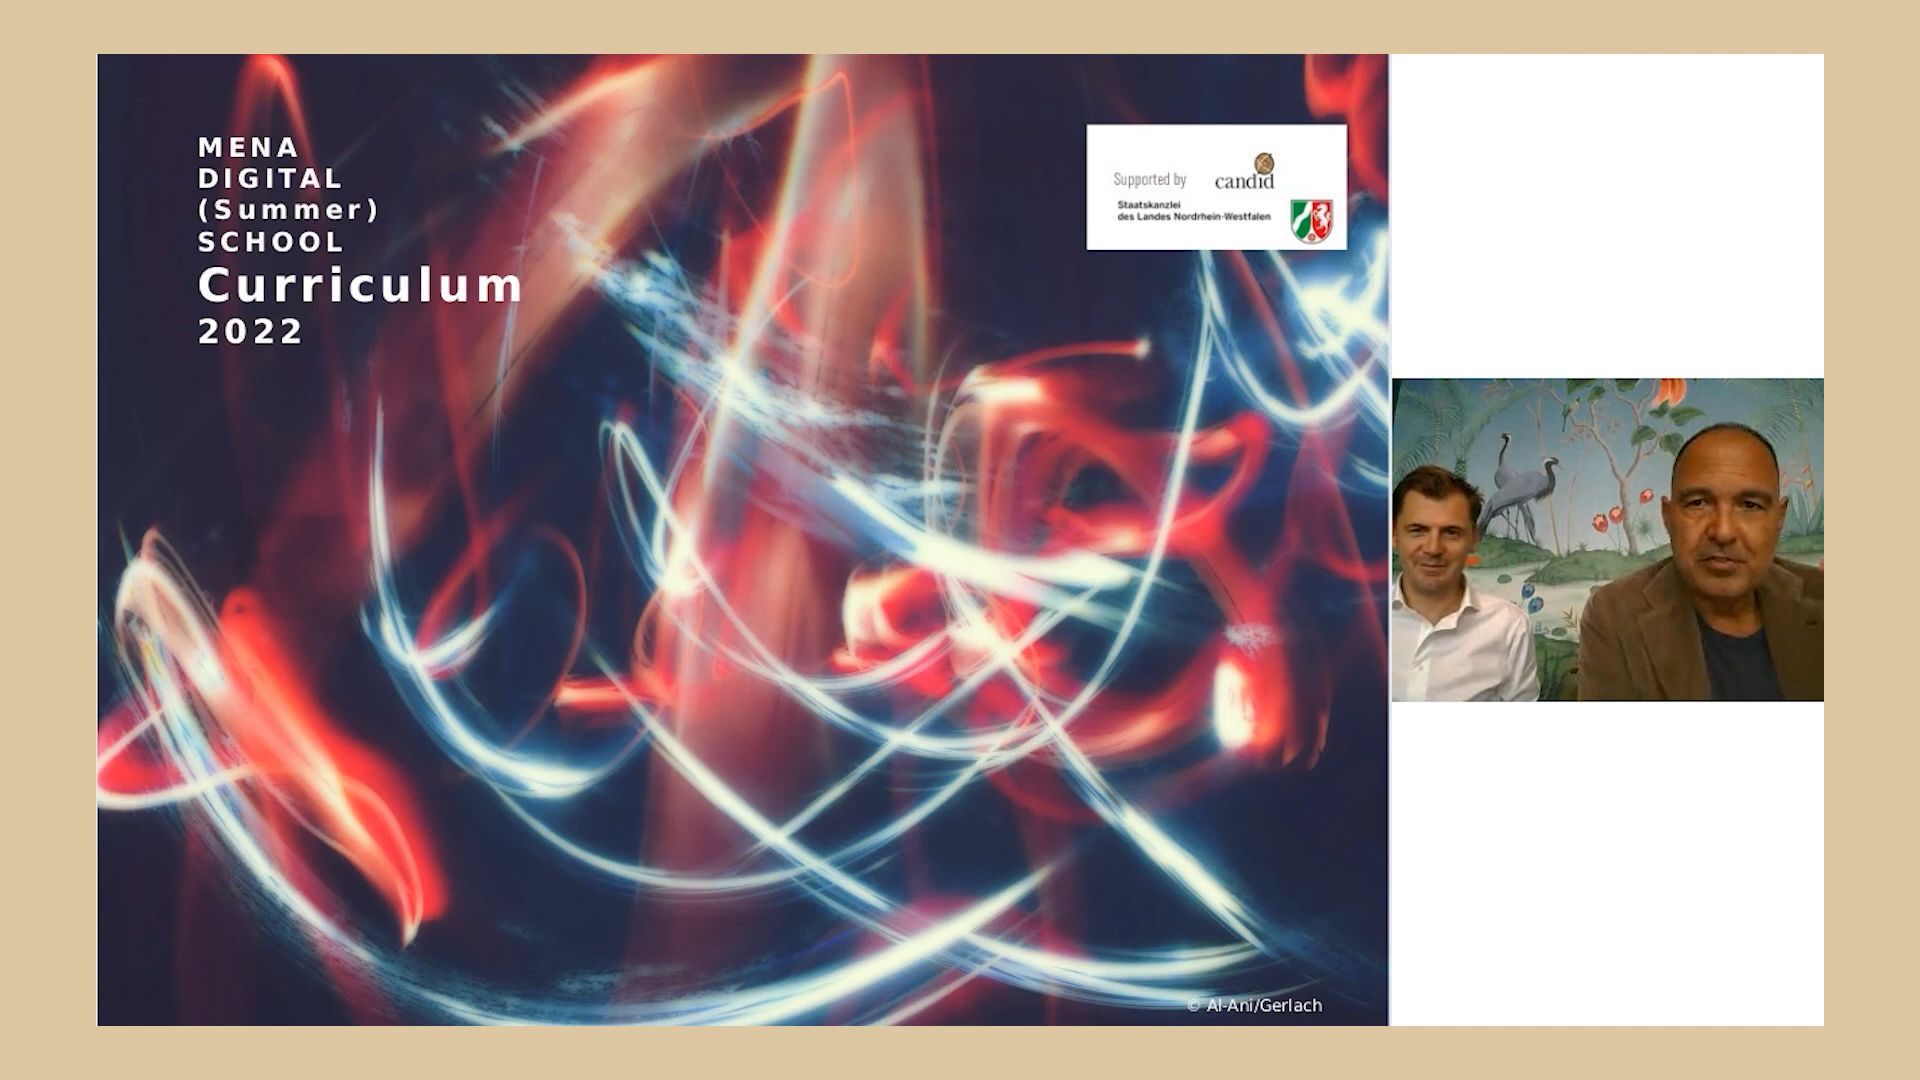 MENA
DIGITAL
(Summer)
SCHOOL
Curriculum
2022
Supported by candid
Staatskanzlei
des Landes Nordrhein-Westfalen
© Al-Ani/Gerlach